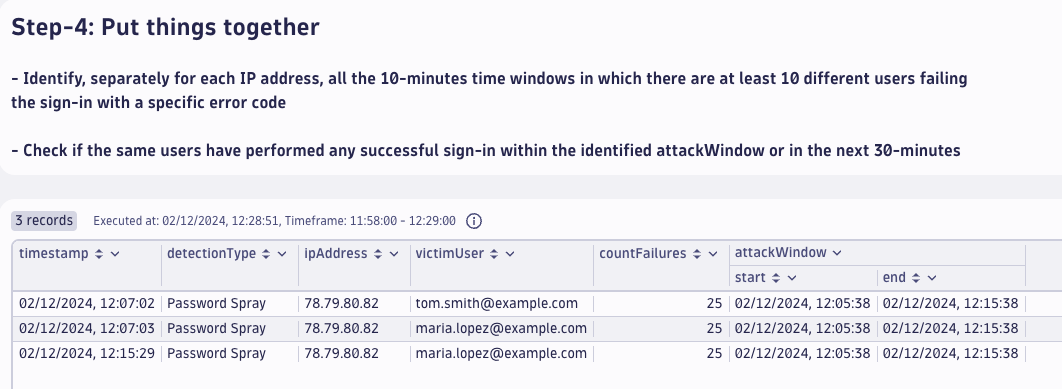 Step-4: Put things together
- Identify, separately for each IP address, all the 10-minutes time windows in which there are at least 10 different users failing
the sign-in with a specific error code
- Check if the same users have performed any successful sign-in within the identified attackWindow or in the next 30-minutes
3 records Executed at: 02/12/2024, 12:28:51, Timeframe: 11:58:00 - 12:29:00
timestamp detectionType ipAddress victimUser countFailures attackWindow
start end
02/12/2024, 12:07:02 Password Spray 78.79.80.82 tom.smith@example.com 25 02/12/2024, 12:05:38 02/12/2024, 12:15:38
02/12/2024, 12:07:03 Password Spray 78.79.80.82 maria.lopez@example.com 25 02/12/2024, 12:05:38 02/12/2024, 12:15:38
02/12/2024, 12:15:29 Password Spray 78.79.80.82 maria.lopez@example.com 25 02/12/2024, 12:05:38 02/12/2024, 12:15:38